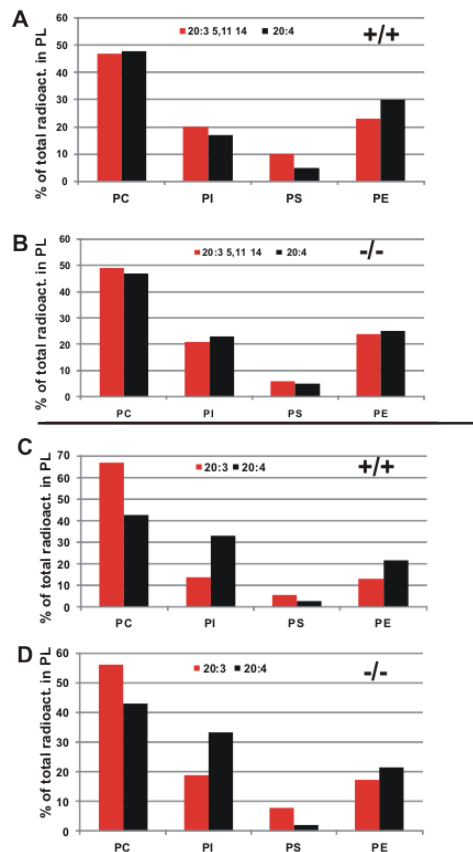 A
% of total radioact. in PL
60
50
40
30
20
10
0
20:3 5,11 14 20:4
+/+
PC PI PS PE
B
% of total radioact. in PL
60
50
40
30
20
10
0
20:3 5,11 14 20:4
-/-
PC PI PS PE
C
% of total radioact. in PL
70
60
50
40
30
20
10
0
20:3 20:4
+/+
PC PI PS PE
D
% of total radioact. in PL
60
50
40
30
20
10
0
20:3 20:4
-/-
PC PI PS PE